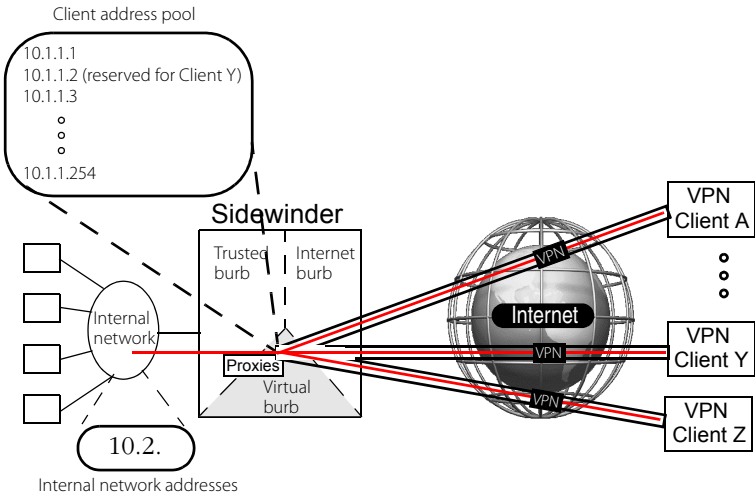 Client address pool
10.1.1.1
10.1.1.2 (reserved for Client Y)
10.1.1.3
10.1.1.254
Sidewinder
Trusted
burb
Internet
burb
VPN
Client A
VPN
Internet
Internal
network
Proxies
VPN
VPN
Client Y
Virtual
burb
VPN
VPN
Client Z
10.2.
Internal network addresses